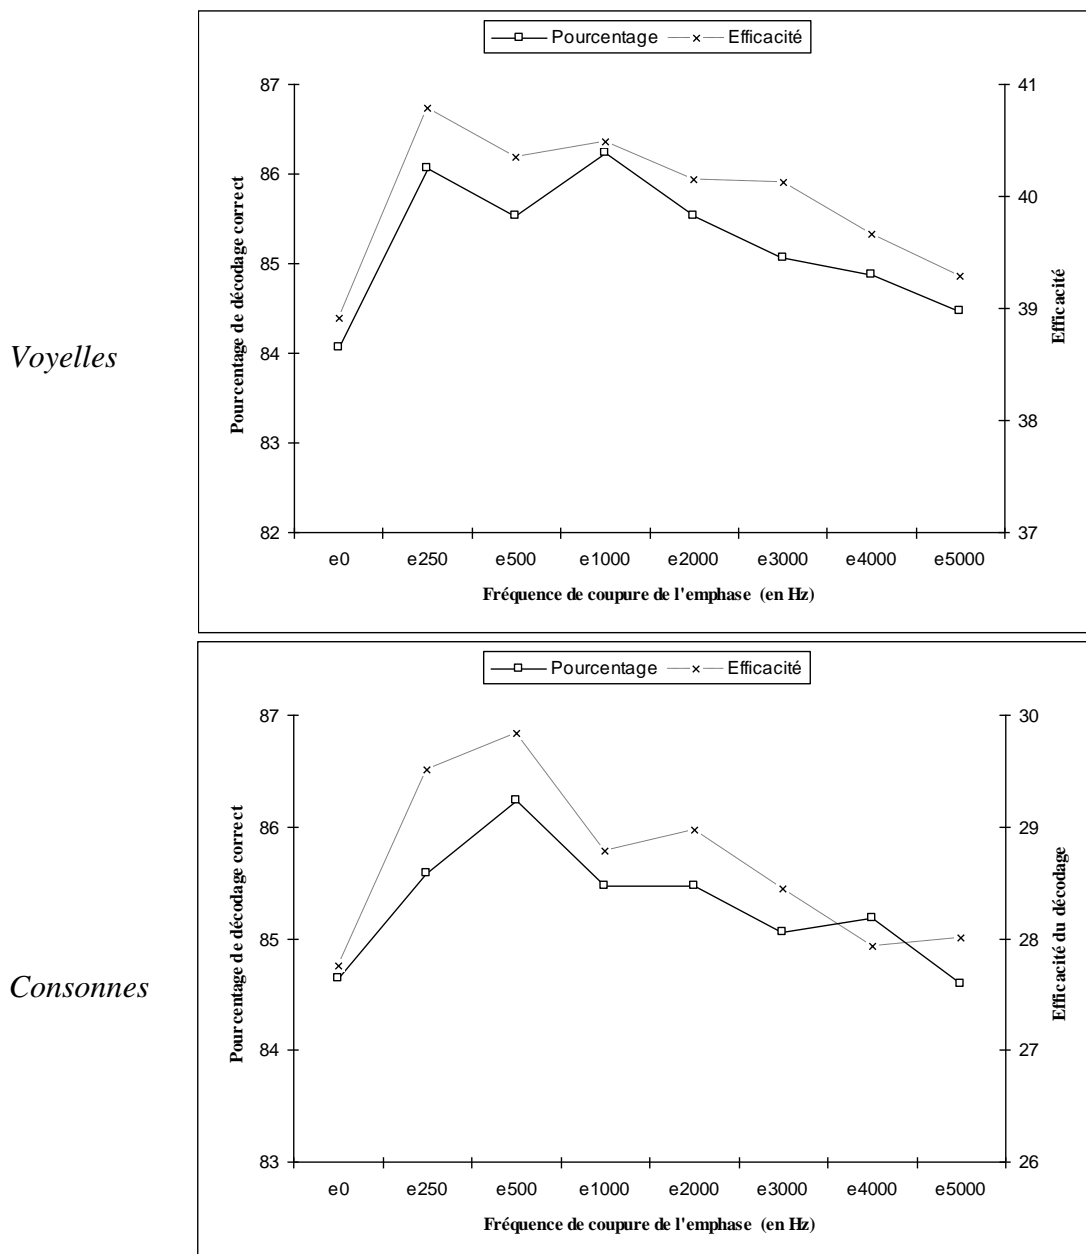 Pourcentage Efficacité
87
86
85
84
83
82
Pourcentage de décodage correct
41
40
39
38
37
Efficacité
e0 e250 e500 e1000 e2000 e3000 e4000 e5000
Fréquence de coupure de l'emphase (en Hz)
Voyelles
Pourcentage Efficacité
87
86
85
84
83
Pourcentage de décodage correct
30
29
28
27
26
Efficacité du décodage
e0 e250 e500 e1000 e2000 e3000 e4000 e5000
Fréquence de coupure de l'emphase (en Hz)
Consonnes